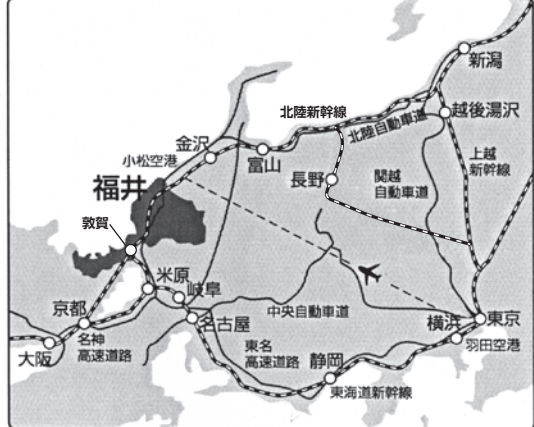 新潟
北陸新幹線
北陸自動車道
越後湯沢
金沢
小松空港
富山
上越
新幹線
福井
長野
関越
自動車道
敦賀
米原
岐阜
京都
名神
高速道路
名古屋
中央自動車道
横浜
東京
羽田空港
大阪
東名
高速道路
静岡
東海道新幹線